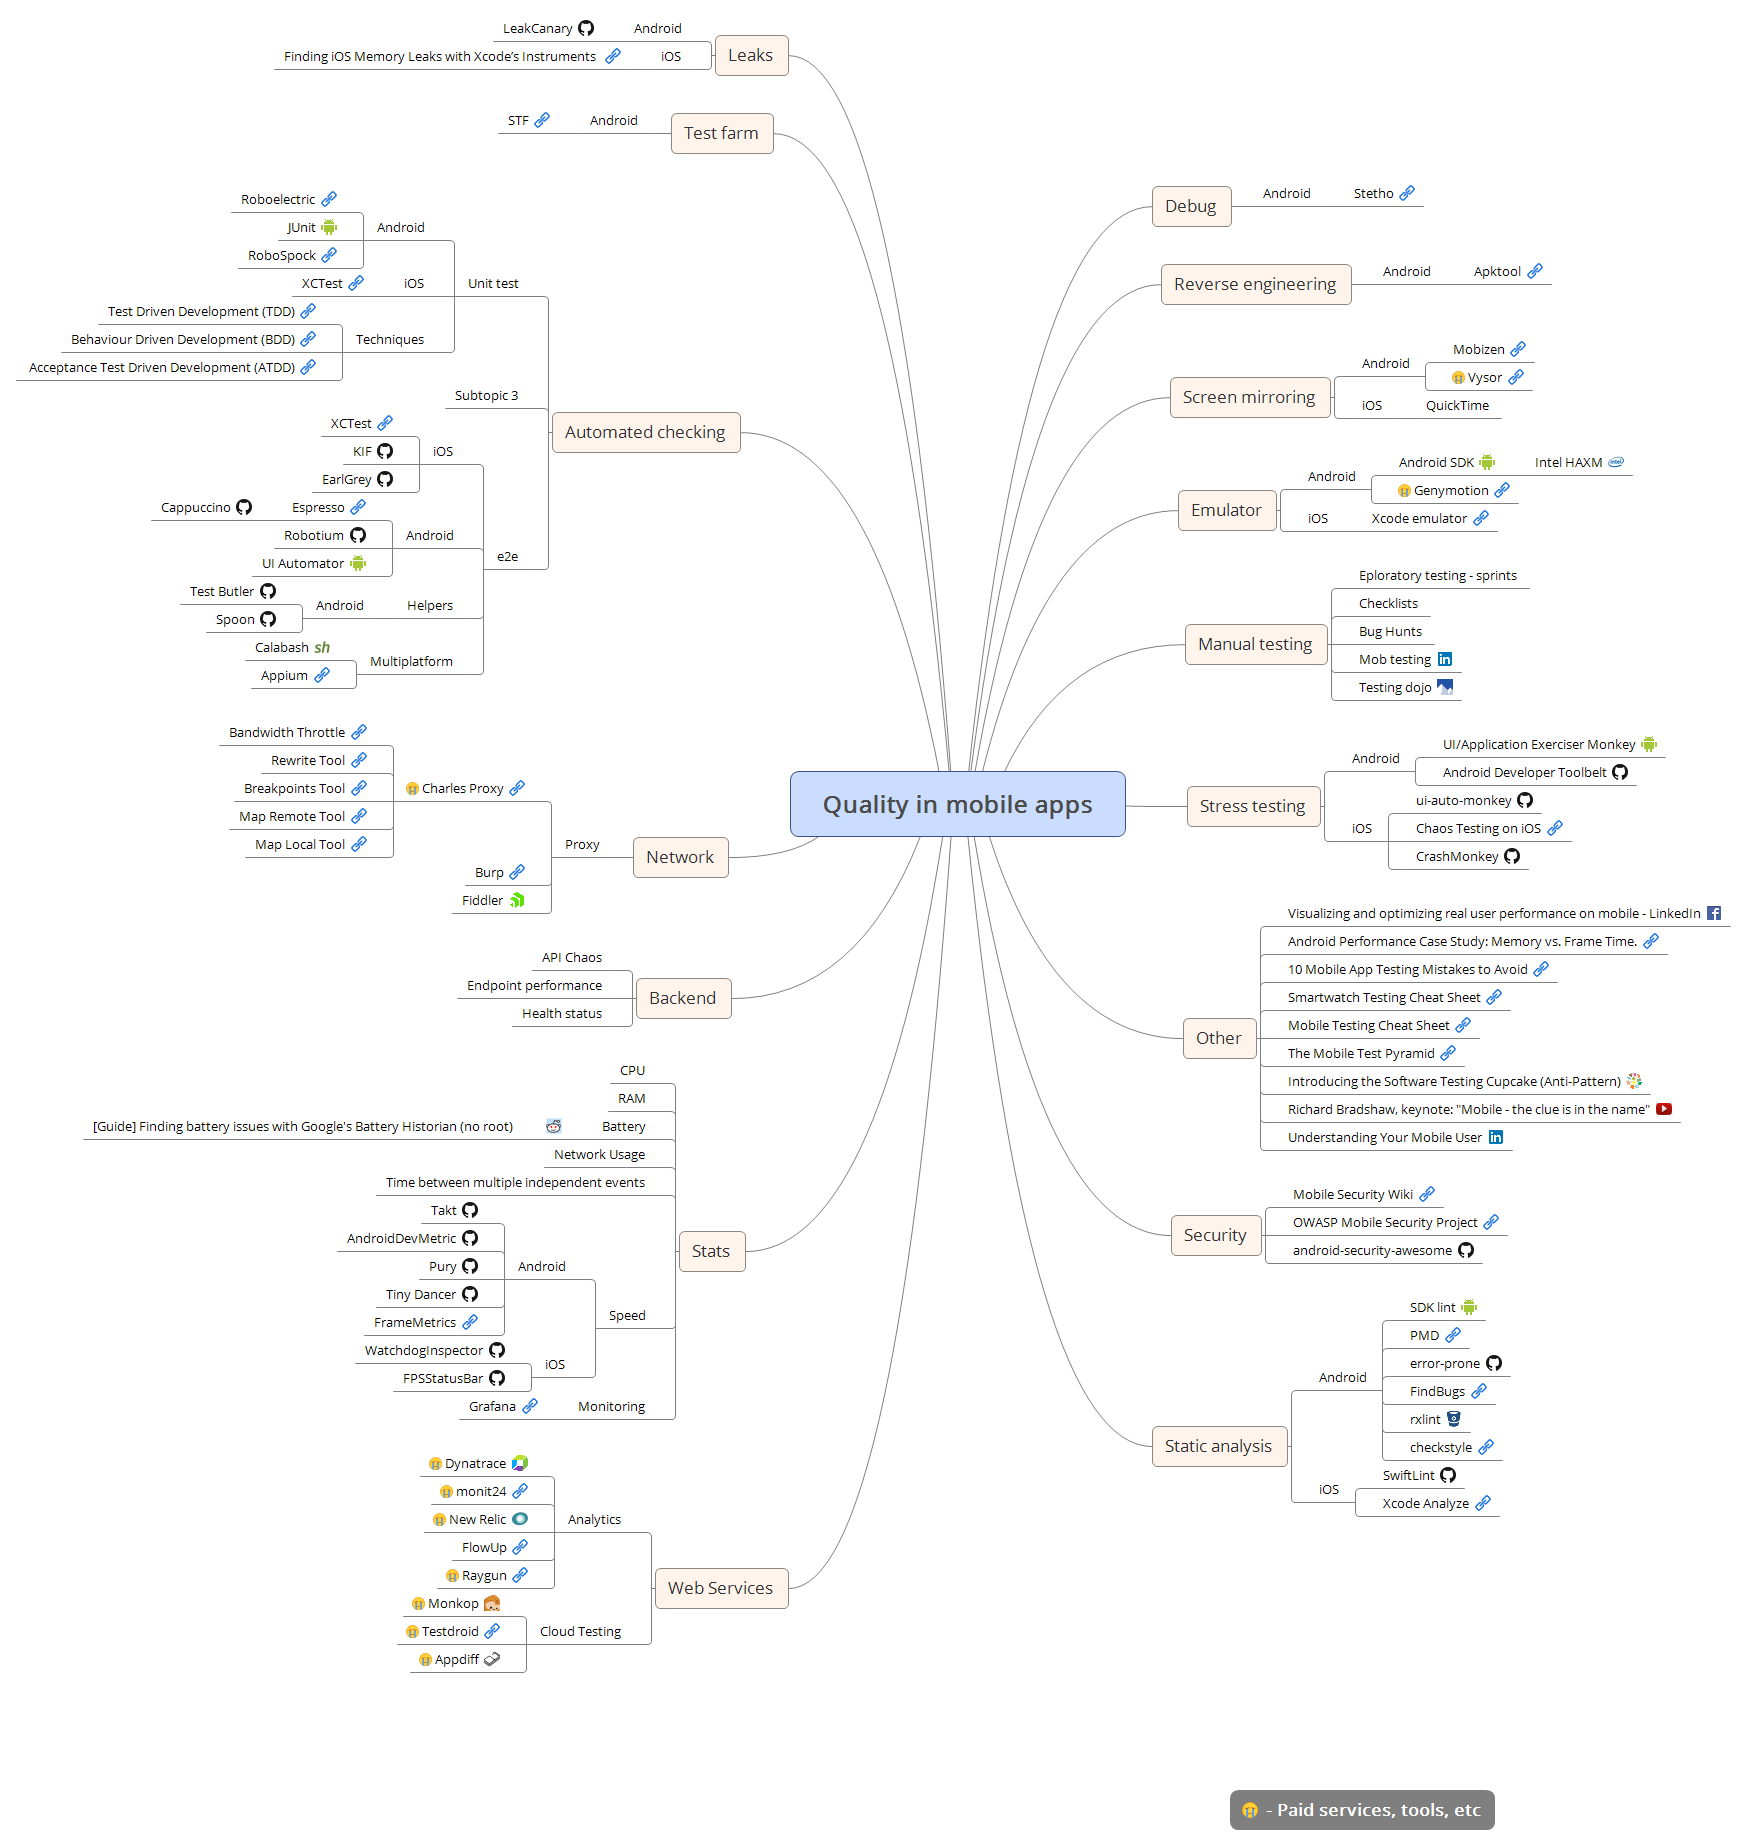 Quality in mobile apps
Leaks
Android
LeakCanary
iOS
Finding iOS Memory Leaks with Xcode’s Instruments
Test farm
Android
STF
Automated checking
Unit test
Android
Roboelectric
JUnit
RoboSpock
iOS
XCTest
Techniques
Test Driven Development (TDD)
Behaviour Driven Development (BDD)
Acceptance Test Driven Development (ATDD)
Subtopic 3
e2e
iOS
XCTest
KIF
EarlGrey
Android
Espresso
Cappuccino
Robotium
UI Automator
Helpers
Android
Test Butler
Spoon
Multiplatform
Calabash sh
Appium
Network
Proxy
Charles Proxy
Bandwidth Throttle
Rewrite Tool
Breakpoints Tool
Map Remote Tool
Map Local Tool
Burp
Fiddler
Backend
API Chaos
Endpoint performance
Health status
Stats
CPU
RAM
Battery
[Guide] Finding battery issues with Google's Battery Historian (no root)
Network Usage
Time between multiple independent events
Speed
Android
Takt
AndroidDevMetric
Pury
Tiny Dancer
FrameMetrics
iOS
WatchdogInspector
FPSStatusBar
Monitoring
Grafana
Web Services
Analytics
Dynatrace
monit24
New Relic
FlowUp
Raygun
Cloud Testing
Monkop
Testdroid
Appdiff
Debug
Android
Stetho
Reverse engineering
Android
Apktool
Screen mirroring
Android
Mobizen
Vysor
iOS
QuickTime
Emulator
Android
Android SDK
Intel HAXM intel
Genymotion
iOS
Xcode emulator
Manual testing
Eploratory testing - sprints
Checklists
Bug Hunts
Mob testing in
Testing dojo
Stress testing
Android
UI/Application Exerciser Monkey
Android Developer Toolbelt
iOS
ui-auto-monkey
Chaos Testing on iOS
CrashMonkey
Other
Visualizing and optimizing real user performance on mobile - LinkedIn f
Android Performance Case Study: Memory vs. Frame Time.
10 Mobile App Testing Mistakes to Avoid
Smartwatch Testing Cheat Sheet
Mobile Testing Cheat Sheet
The Mobile Test Pyramid
Introducing the Software Testing Cupcake (Anti-Pattern)
Richard Bradshaw, keynote: "Mobile - the clue is in the name"
Understanding Your Mobile User in
Security
Mobile Security Wiki
OWASP Mobile Security Project
android-security-awesome
Static analysis
Android
SDK lint
PMD
error-prone
FindBugs
rxlint
checkstyle
iOS
SwiftLint
Xcode Analyze
- Paid services, tools, etc